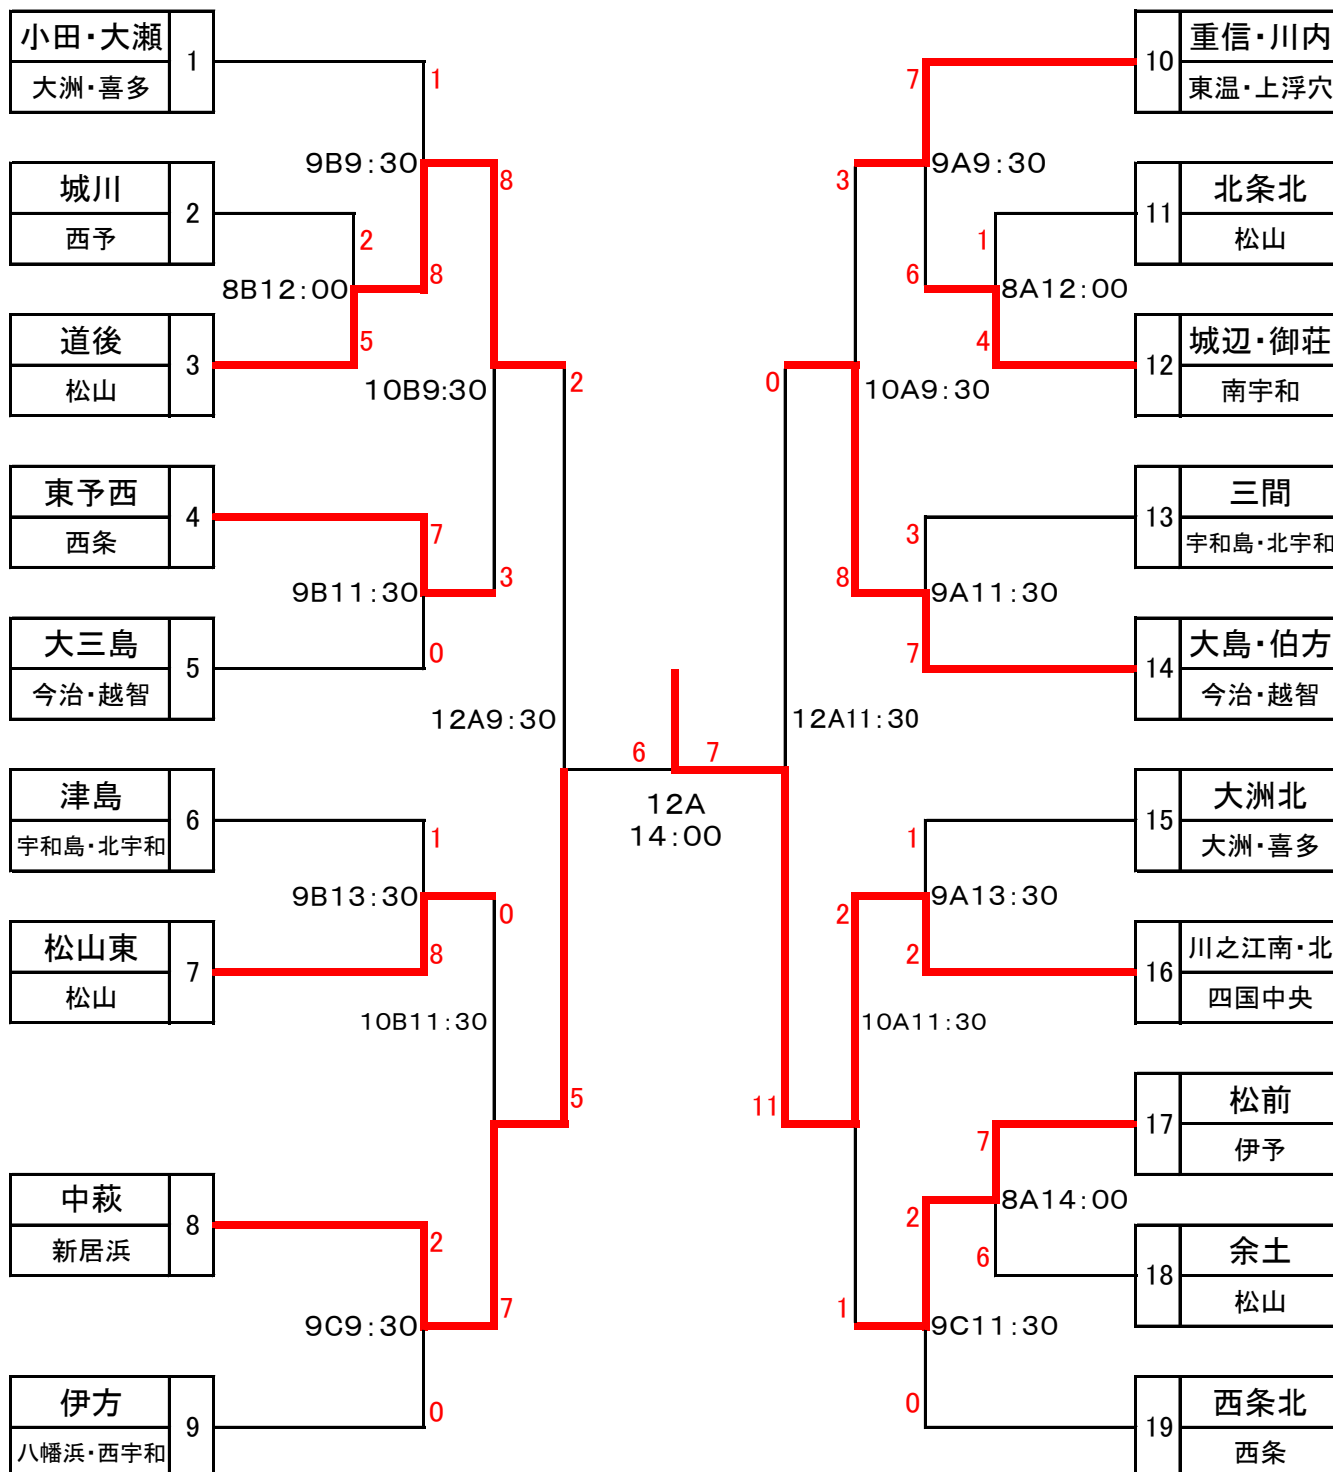 小田・大瀬
1
大洲・喜多
城川
2
西予
道後
3
松山
東予西
4
西条
大三島
5
今治・越智
津島
6
宇和島・北宇和
松山東
7
松山
中萩
8
新居浜
伊方
9
八幡浜・西宇和
1
9B9:30
8
2
8B12:00
8
5
10B9:30
2
7
9B11:30
3
0
12A9:30
1
9B13:30
0
8
10B11:30
5
2
9C9:30
7
0
6
7
12A
14:00
7
3
9A9:30
1
6
8A12:00
4
0
10A9:30
3
8
9A11:30
7
12A11:30
1
9A13:30
2
2
10A11:30
11
7
8A14:00
2
6
1
9C11:30
0
重信・川内
10
東温・上浮穴
北条北
11
松山
城辺・御荘
12
南宇和
三間
13
宇和島・北宇和
大島・伯方
14
今治・越智
大洲北
15
大洲・喜多
川之江南・北
16
四国中央
松前
17
伊予
余土
18
松山
西条北
19
西条